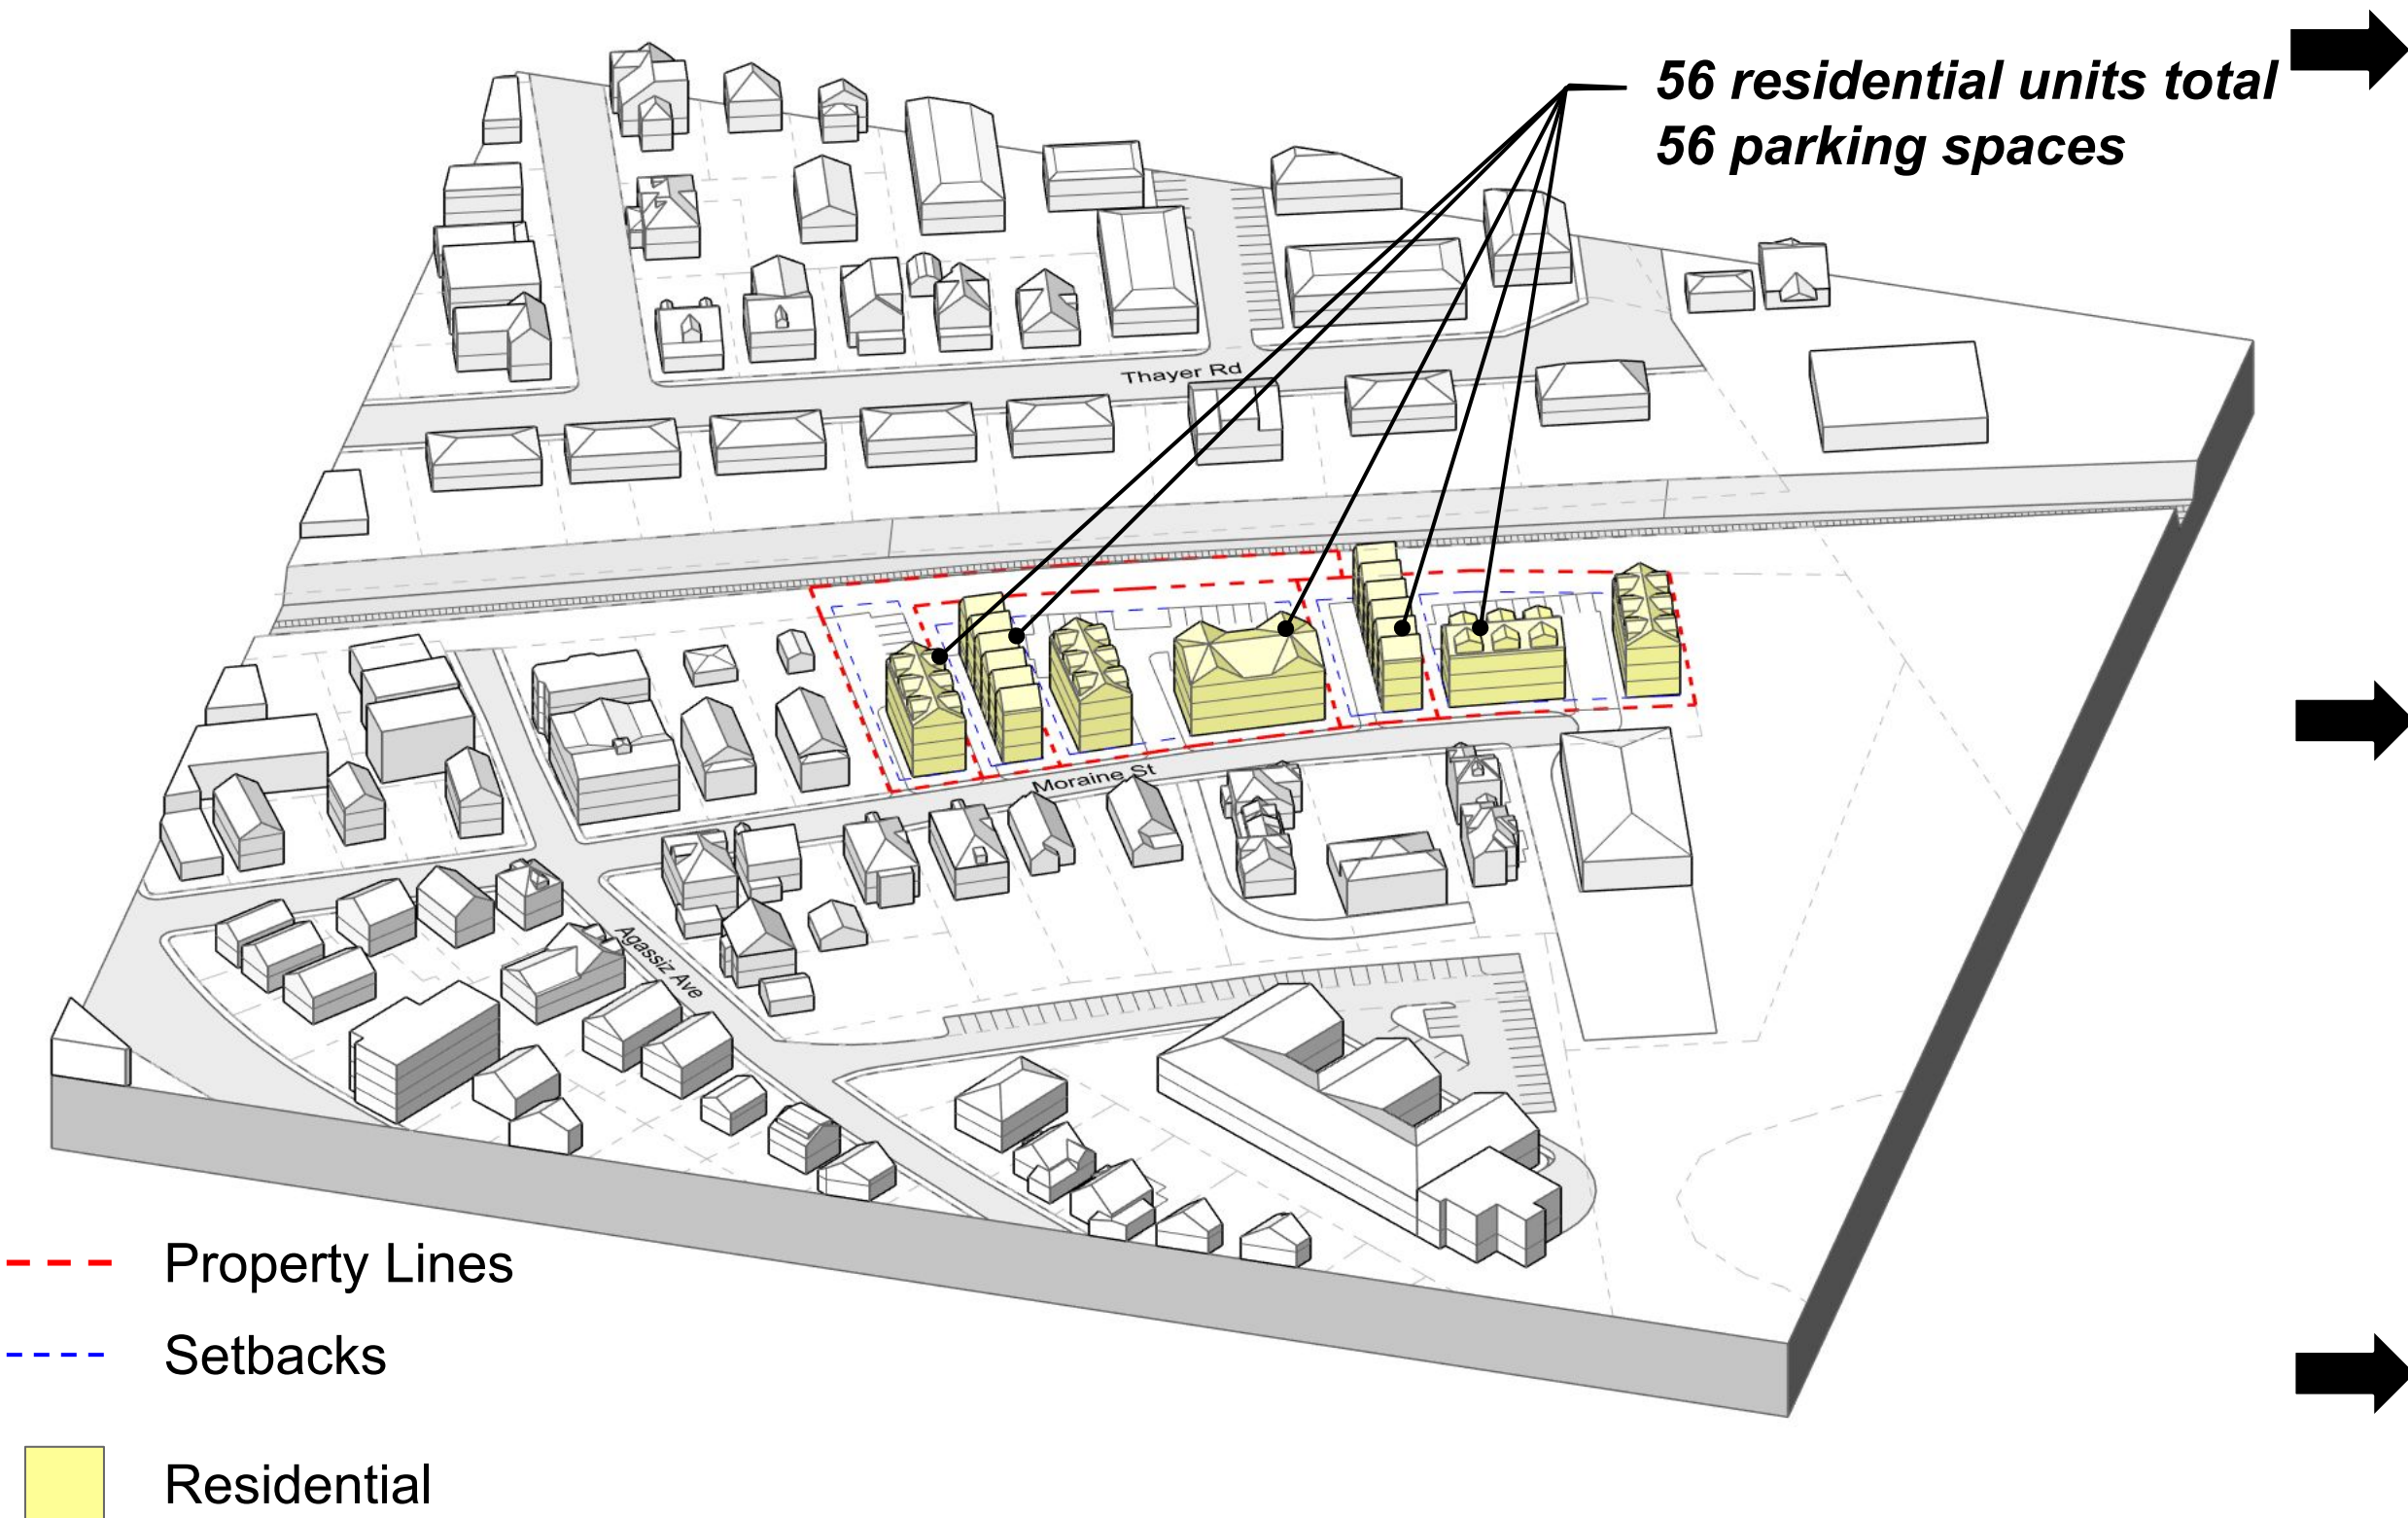 56 residential units total
56 parking spaces
Thayer Rd
Moraine St
Agassiz Ave
Property Lines
Setbacks
Residential